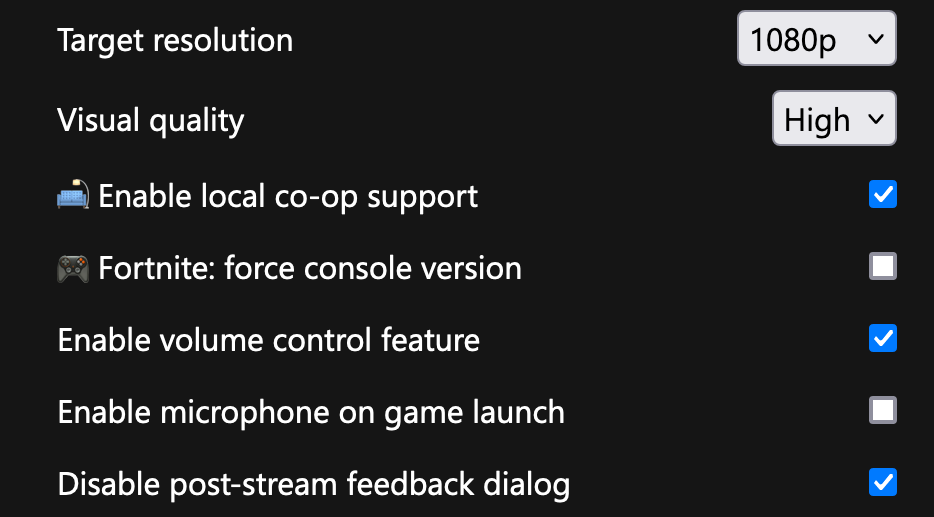 Target resolution 1080p
Visual quality High
🛋️ Enable local co-op support
🎮 Fortnite: force console version
Enable volume control feature
Enable microphone on game launch
Disable post-stream feedback dialog